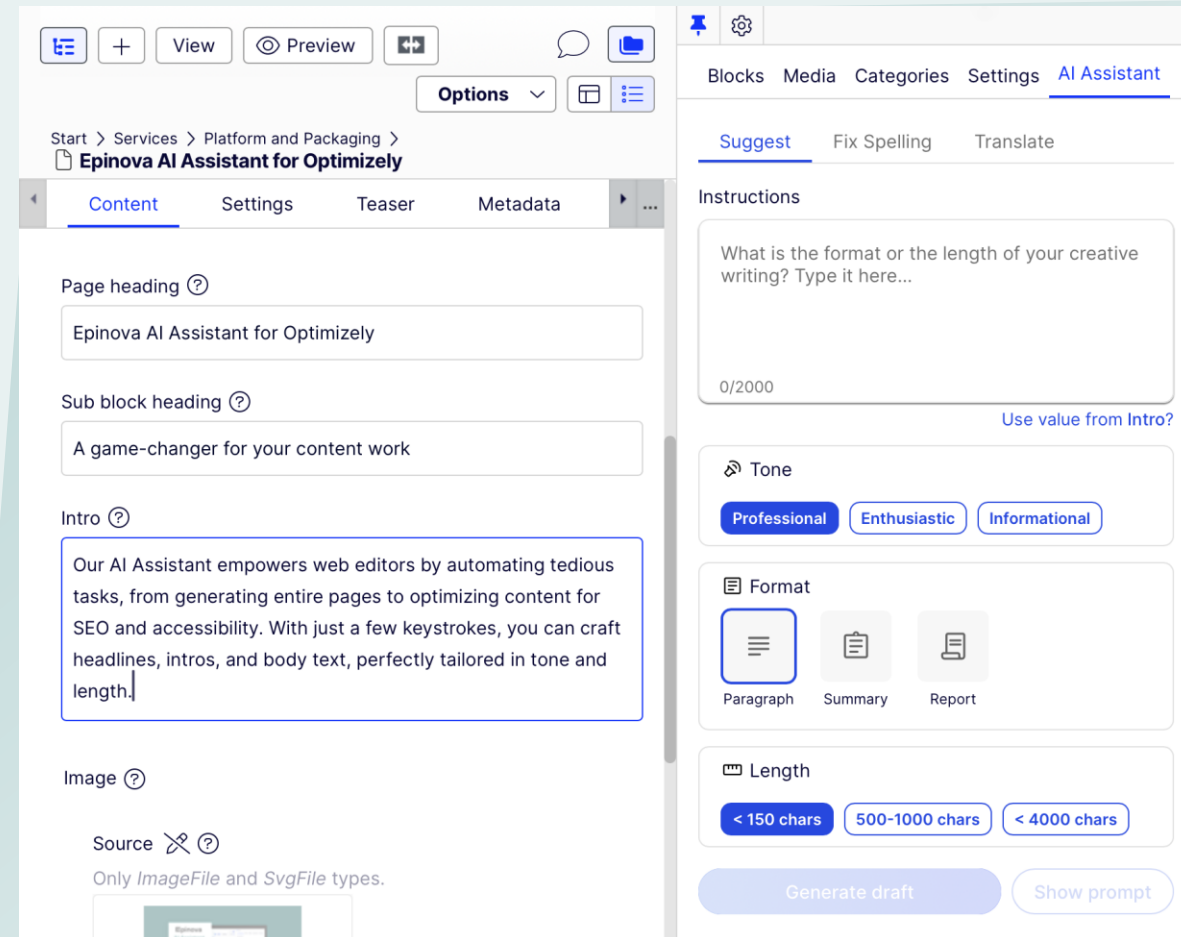 View
Preview
Options
Start > Services > Platform and Packaging >
Epinova AI Assistant for Optimizely
Content Settings Teaser Metadata ...
Page heading ?
Epinova AI Assistant for Optimizely
Sub block heading ?
A game-changer for your content work
Intro ?
Our AI Assistant empowers web editors by automating tedious
tasks, from generating entire pages to optimizing content for
SEO and accessibility. With just a few keystrokes, you can craft
headlines, intros, and body text, perfectly tailored in tone and
length.
Image ?
Source ?
Only ImageFile and SvgFile types.
Epinova
Blocks Media Categories Settings AI Assistant
Suggest Fix Spelling Translate
Instructions
What is the format or the length of your creative
writing? Type it here...
0/2000
Use value from Intro?
Tone
Professional Enthusiastic Informational
Format
Paragraph Summary Report
Length
< 150 chars 500-1000 chars < 4000 chars
Generate draft Show prompt